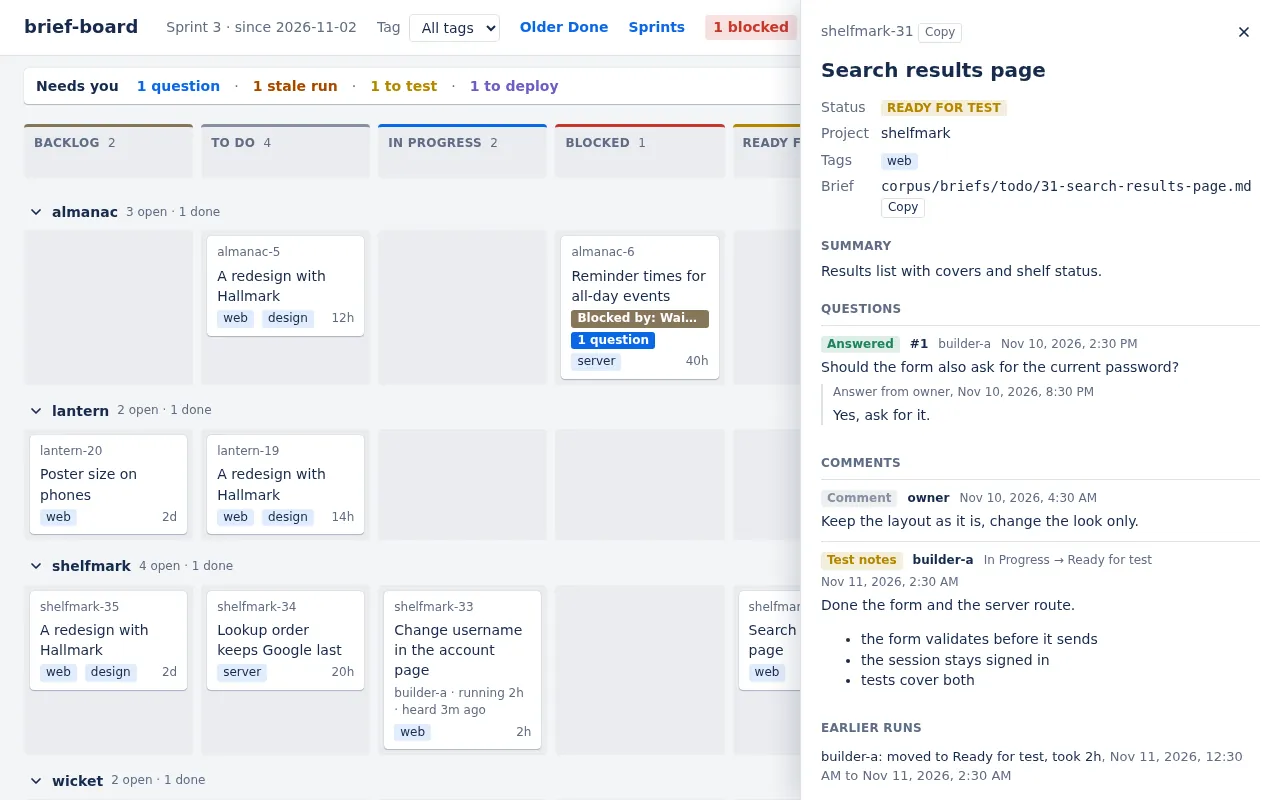 brief-board
Sprint 3 · since 2026-11-02
Tag
All tags
Older Done
Sprints
1 blocked
Needs you
1 question · 1 stale run · 1 to test · 1 to deploy
BACKLOG 2
TO DO 4
IN PROGRESS 2
BLOCKED 1
READY F
almanac 3 open · 1 done
almanac-5
A redesign with
Hallmark
web design 12h
almanac-6
Reminder times for
all-day events
Blocked by: Wai...
1 question
server 40h
lantern 2 open · 1 done
lantern-20
Poster size on
phones
web 2d
lantern-19
A redesign with
Hallmark
web design 14h
shelfmark 4 open · 1 done
shelfmark-35
A redesign with
Hallmark
web design 2d
shelfmark-34
Lookup order
keeps Google last
server 20h
shelfmark-33
Change username
in the account
page
builder-a · running 2h
· heard 3m ago
web 2h
shelfmar
Search
page
web
wicket 2 open · 1 done
shelfmark-31 Copy
Search results page
Status READY FOR TEST
Project shelfmark
Tags web
Brief corpus/briefs/todo/31-search-results-page.md
Copy
SUMMARY
Results list with covers and shelf status.
QUESTIONS
Answered #1 builder-a Nov 10, 2026, 2:30 PM
Should the form also ask for the current password?
Answer from owner, Nov 10, 2026, 8:30 PM
Yes, ask for it.
COMMENTS
Comment owner Nov 10, 2026, 4:30 AM
Keep the layout as it is, change the look only.
Test notes builder-a In Progress → Ready for test
Nov 11, 2026, 2:30 AM
Done the form and the server route.
• the form validates before it sends
• the session stays signed in
• tests cover both
EARLIER RUNS
builder-a: moved to Ready for test, took 2h, Nov 11, 2026, 12:30
AM to Nov 11, 2026, 2:30 AM